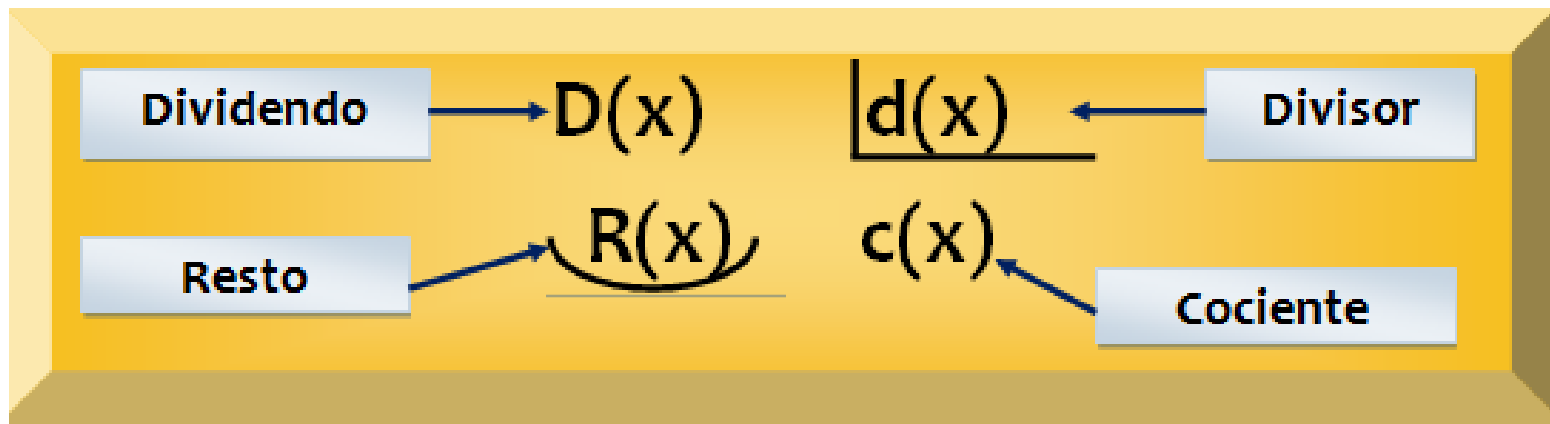 Dividendo D(x) d(x) Divisor
Resto R(x) c(x) Cociente